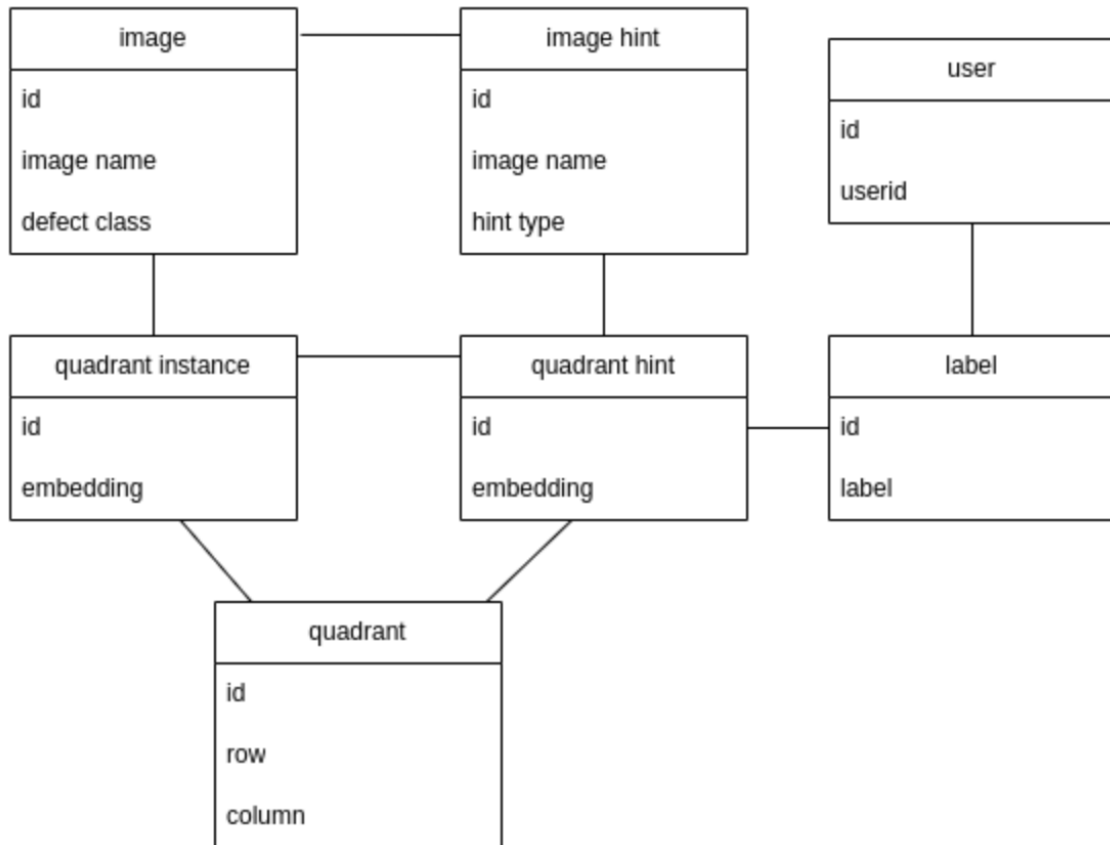 image
id
image name
defect class
image hint
id
image name
hint type
user
id
userid
quadrant instance
id
embedding
quadrant hint
id
embedding
label
id
label
quadrant
id
row
column